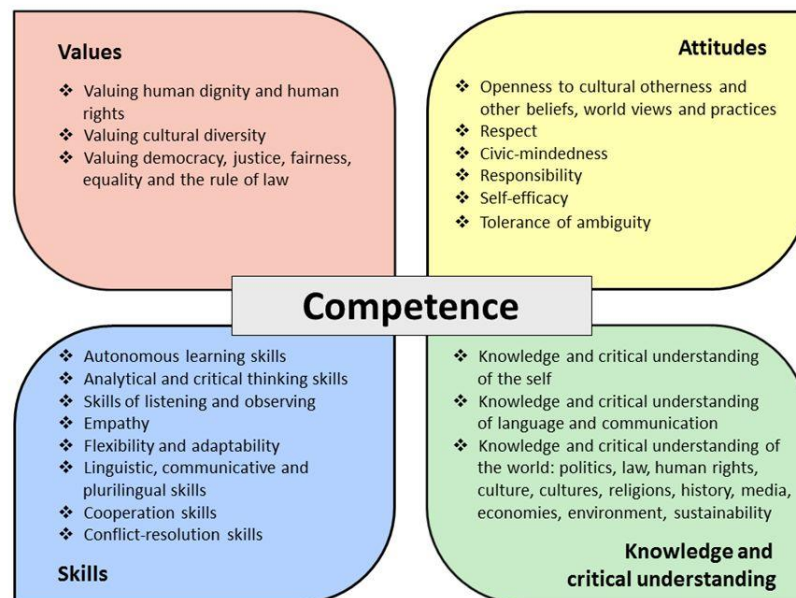 Values
❖ Valuing human dignity and human
rights
❖ Valuing cultural diversity
❖ Valuing democracy, justice, fairness,
equality and the rule of law
Attitudes
❖ Openness to cultural otherness and
other beliefs, world views and practices
❖ Respect
❖ Civic-mindedness
❖ Responsibility
❖ Self-efficacy
❖ Tolerance of ambiguity
Competence
❖ Autonomous learning skills
❖ Analytical and critical thinking skills
❖ Skills of listening and observing
❖ Empathy
❖ Flexibility and adaptability
❖ Linguistic, communicative and
plurilingual skills
❖ Cooperation skills
❖ Conflict-resolution skills
Skills
❖ Knowledge and critical understanding
of the self
❖ Knowledge and critical understanding
of language and communication
❖ Knowledge and critical understanding of
the world: politics, law, human rights,
culture, cultures, religions, history, media,
economies, environment, sustainability
Knowledge and
critical understanding